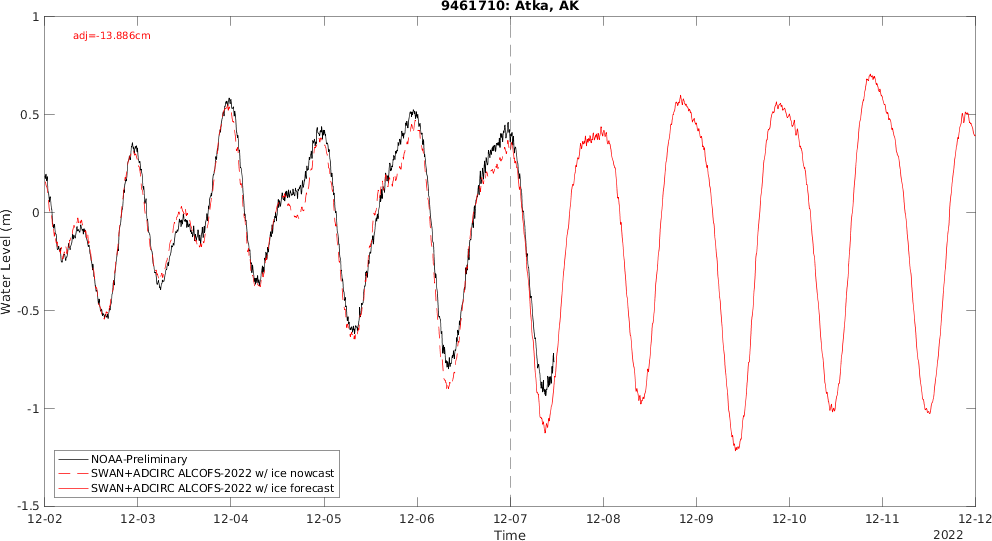 9461710: Atka, AK
adj=-13.886cm
1
0.5
0
-0.5
-1
-1.5
Water Level (m)
NOAA-Preliminary
SWAN+ADCIRC ALCOFS-2022 w/ ice nowcast
SWAN+ADCIRC ALCOFS-2022 w/ ice forecast
12-02 12-03 12-04 12-05 12-06 12-07 12-08 12-09 12-10 12-11 12-12
Time
2022